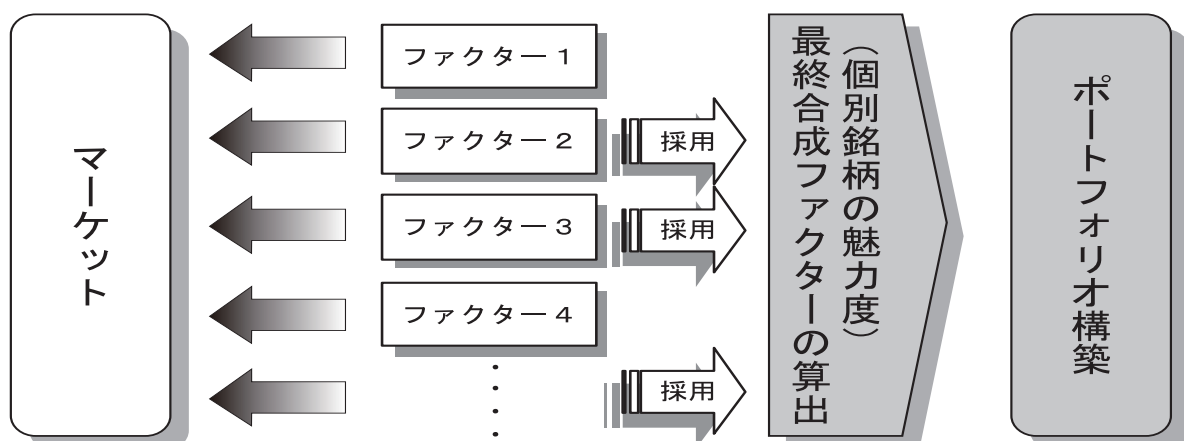 マーケット
ファクター1
ファクター2
ファクター3
ファクター4
採用
採用
採用
（個別銘柄の魅力度）
最終合成ファクターの算出
ポートフォリオ構築